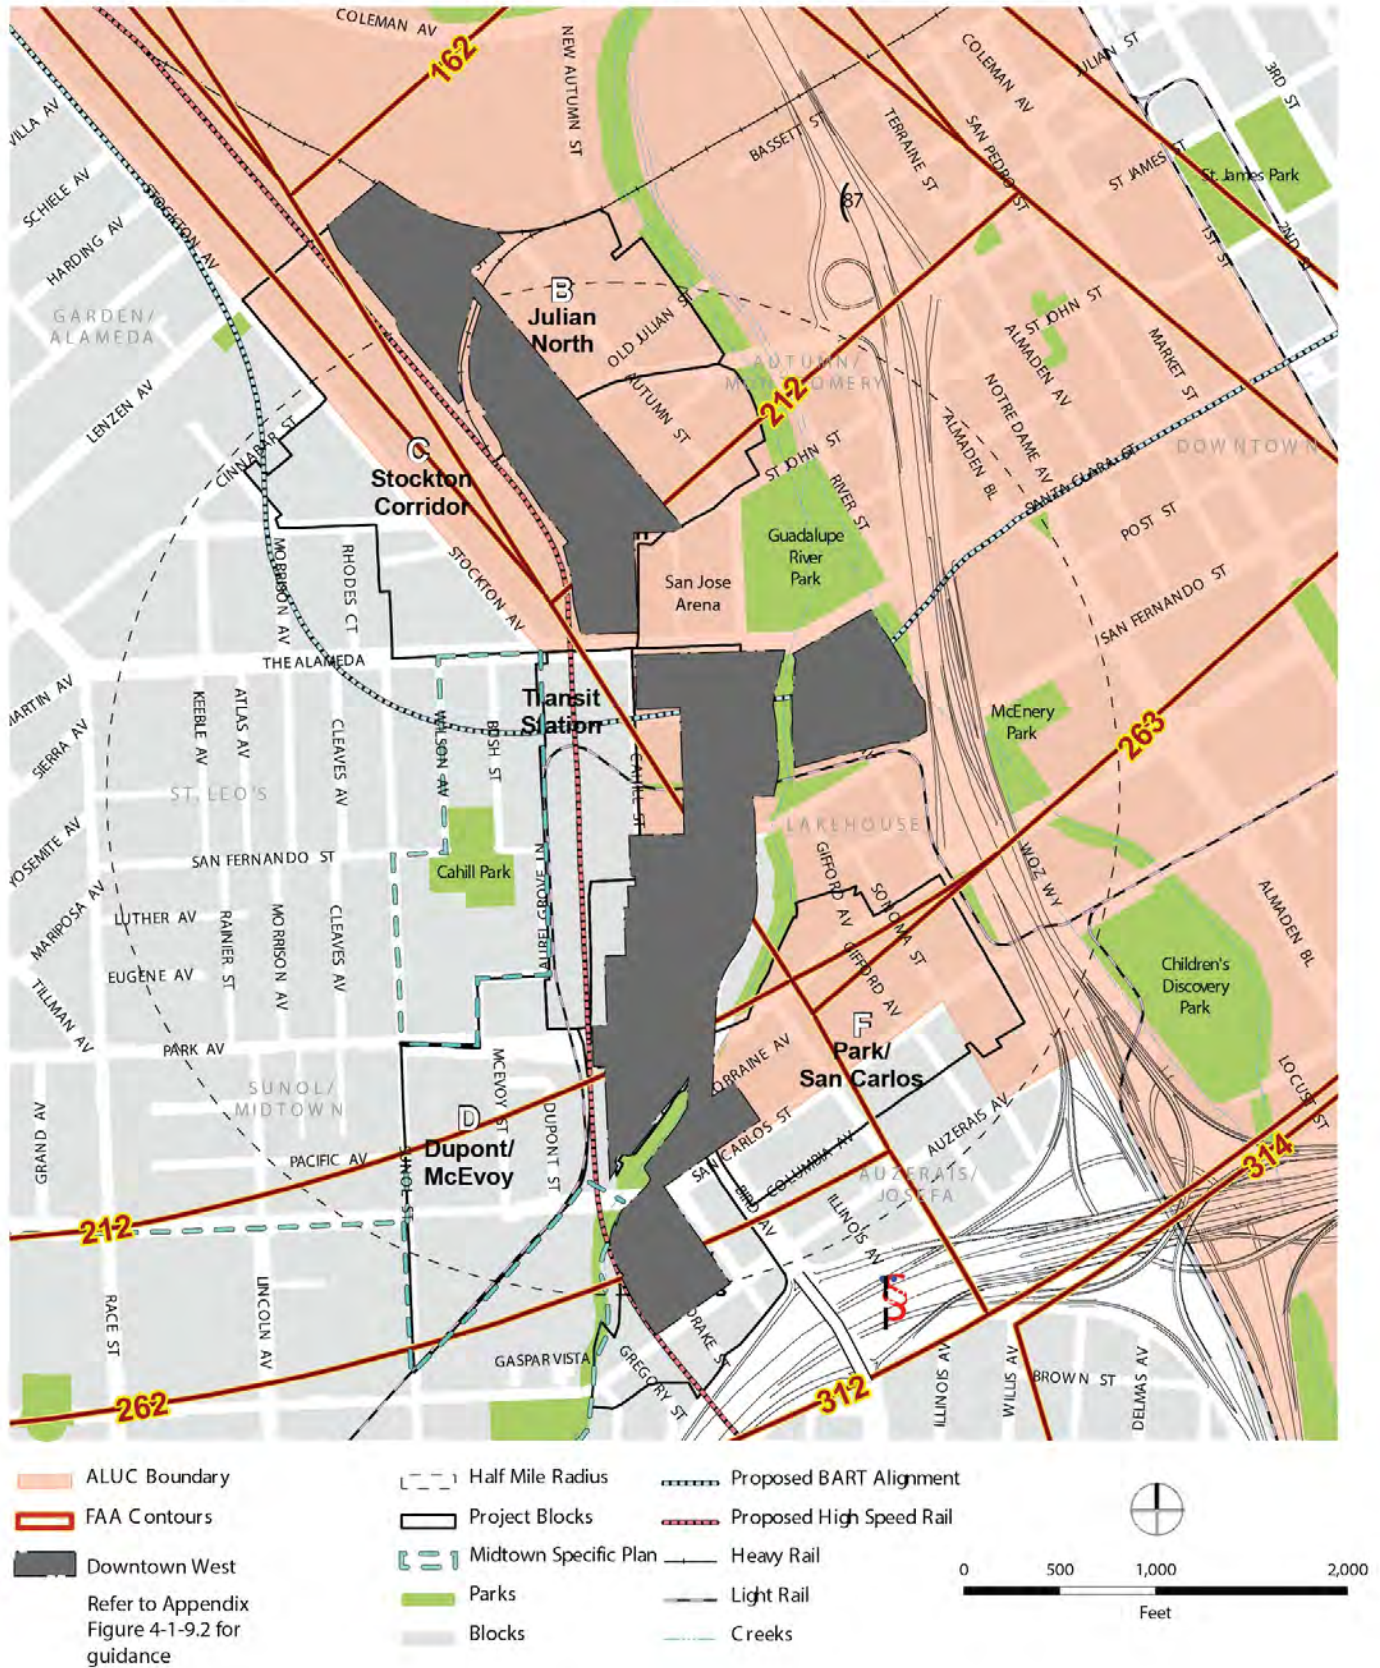 COLEMAN AV
162
NEW AUTUMN ST
BASSETT ST
COLEMAN AV
JULIAN ST
3RD ST
TERRAINE ST
SAN PEDRO ST
ST JAMES ST
St. James Park
87
1ST ST
2ND
VILLA AV
SCHIELE AV
HARDING AV
STOCKTON AV
GARDEN/
ALAMEDA
LENZEN AV
CINNABAR ST
B
Julian
North
OLD JULIAN ST
AUTUMN ST
AUTUMN/
MONTGOMERY
212
ST JOHN ST
ST JOHN ST
ALMADEN AV
MARKET ST
NOTRE DAME AV
ALMADEN BL
DOWNTOWN
SANTA CLARA ST
POST ST
RIVER ST
C
Stockton
Corridor
STOCKTON AV
Guadalupe
River
Park
San Jose
Arena
SAN FERNANDO ST
MORRISON AV
RHODES CT
THE ALAMEDA
MARTIN AV
SIERRA AV
YOSEMITE AV
MARIPOSA AV
TILLMAN AV
KEEBLE AV
ATLAS AV
CLEAVES AV
WILSON AV
BUSH ST
Transit
Station
CAHILL ST
McEnery
Park
263
ST. LEO'S
LAKEHOUSE
SAN FERNANDO ST
Cahill Park
LUTHER AV
RAINIER ST
MORRISON AV
CLEAVES AV
EUGENE AV
LAUREL GROVE LN
GIFFORD AV
SONOMA ST
GIFFORD AV
WOZ WY
ALMADEN BL
Children's
Discovery
Park
PARK AV
SUNOL/
MIDTOWN
MCEVOY ST
DUPONT ST
D
Dupont/
McEvoy
F
Park/
San Carlos
LORRAINE AV
SAN CARLOS ST
COLUMBIA AV
AUZERAIS AV
AUZERAIS/
JOSEFA
LOCUST ST
314
GRAND AV
PACIFIC AV
SUNOL ST
212
BIRD AV
ILLINOIS AV
RACE ST
LINCOLN AV
DRAKE ST
GASPAR VISTA
GREGORY ST
262
312
ILLINOIS AV
WILLIS AV
BROWN ST
DELMAS AV
ALUC Boundary
FAA Contours
Downtown West
Refer to Appendix
Figure 4-1-9.2 for
guidance
Half Mile Radius
Project Blocks
Midtown Specific Plan
Parks
Blocks
Proposed BART Alignment
Proposed High Speed Rail
Heavy Rail
Light Rail
Creeks
0 500 1,000 2,000
Feet